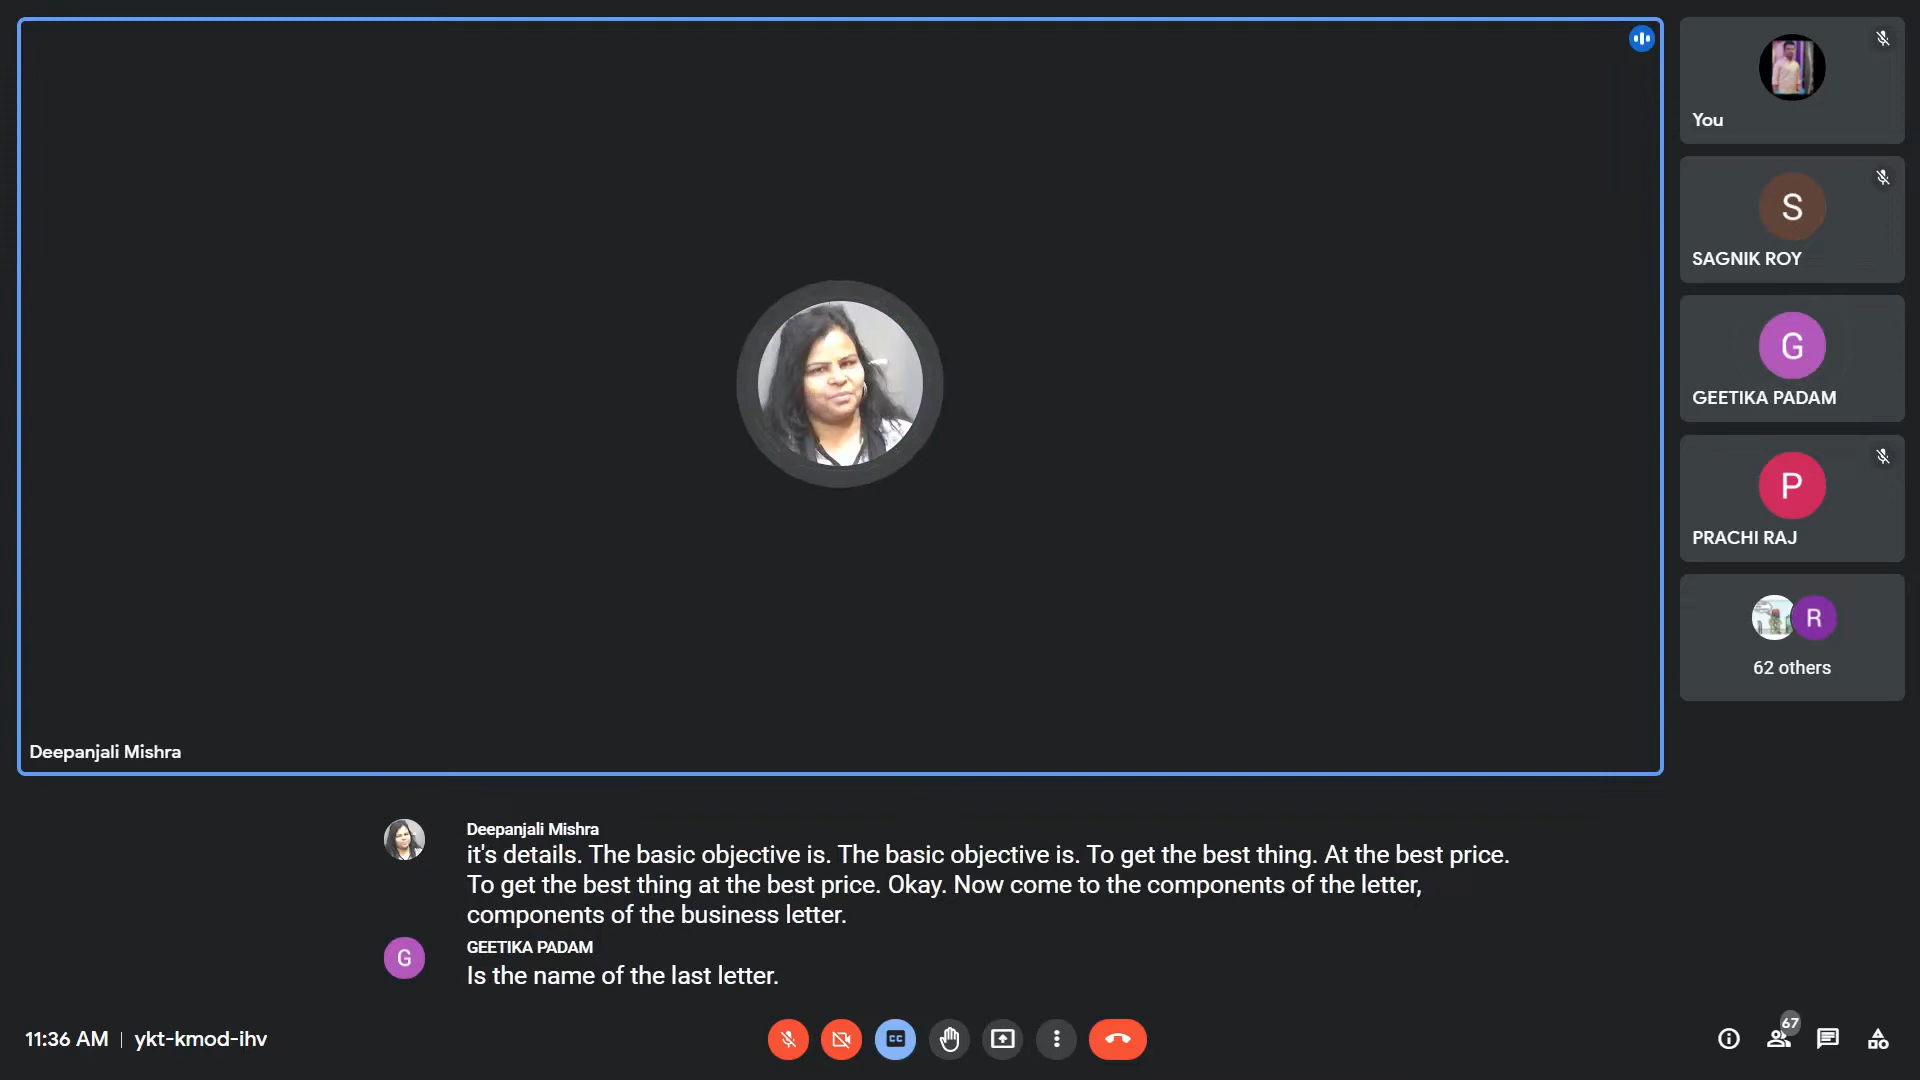 You
S
SAGNIK ROY
G
GEETIKA PADAM
P
PRACHI RAJ
R
62 others
Deepanjali Mishra
Deepanjali Mishra
it's details. The basic objective is. The basic objective is. To get the best thing. At the best price.
To get the best thing at the best price. Okay. Now come to the components of the letter,
components of the business letter.
G
GEETIKA PADAM
Is the name of the last letter.
11:36 AM | ykt-kmod-ihv
CC
67